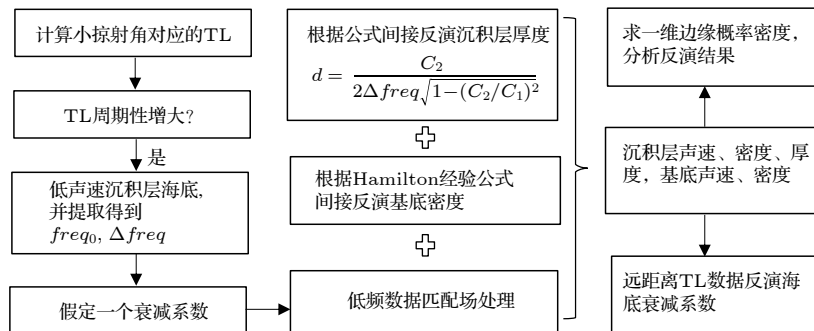 计算小掠射角对应的TL
TL周期性增大?
是
低声速沉积层海底,
并提取得到
freq₀, Δfreq
假定一个衰减系数
根据公式间接反演沉积层厚度
d = C₂ / (2Δfreq√(1−(C₂/C₁)²))
根据Hamilton经验公式
间接反演基底密度
低频数据匹配场处理
求一维边缘概率密度,
分析反演结果
沉积层声速、密度、厚
度, 基底声速、密度
远距离TL数据反演海
底衰减系数